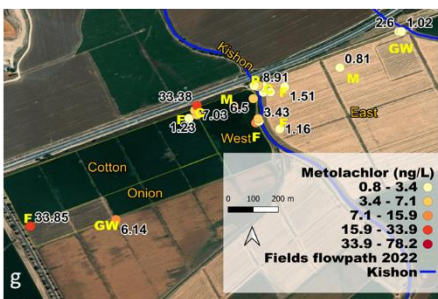 2.6 1.02
GW
Kishon
0.81
M
8.91
F
1.51
33.38
M 6.5
East
F
7.03
1.23
3.43
West
F
1.16
Cotton
Onion
F 33.85
6.14
GW
Metolachlor (ng/L)
0.8 - 3.4
3.4 - 7.1
7.1 - 15.9
15.9 - 33.9
33.9 - 78.2
Fields flowpath 2022
Kishon
0 100 200 m
g